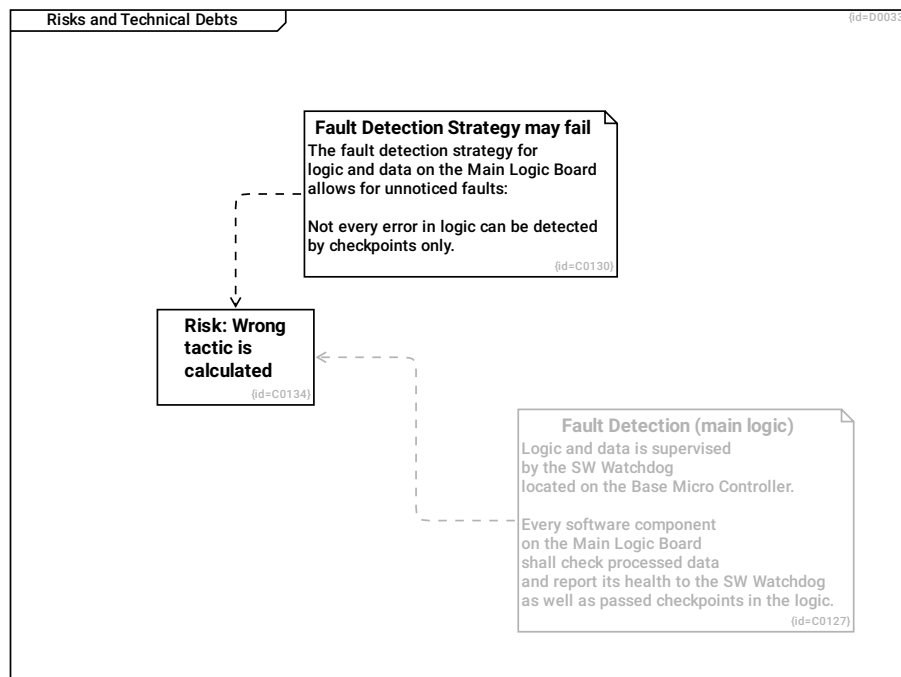 Risks and Technical Debts
{id=D0033
Fault Detection Strategy may fail
The fault detection strategy for
logic and data on the Main Logic Board
allows for unnoticed faults:
Not every error in logic can be detected
by checkpoints only.
{id=C0130}
Risk: Wrong
tactic is
calculated
{id=C0134}
Fault Detection (main logic)
Logic and data is supervised
by the SW Watchdog
located on the Base Micro Controller.
Every software component
on the Main Logic Board
shall check processed data
and report its health to the SW Watchdog
as well as passed checkpoints in the logic.
{id=C0127}